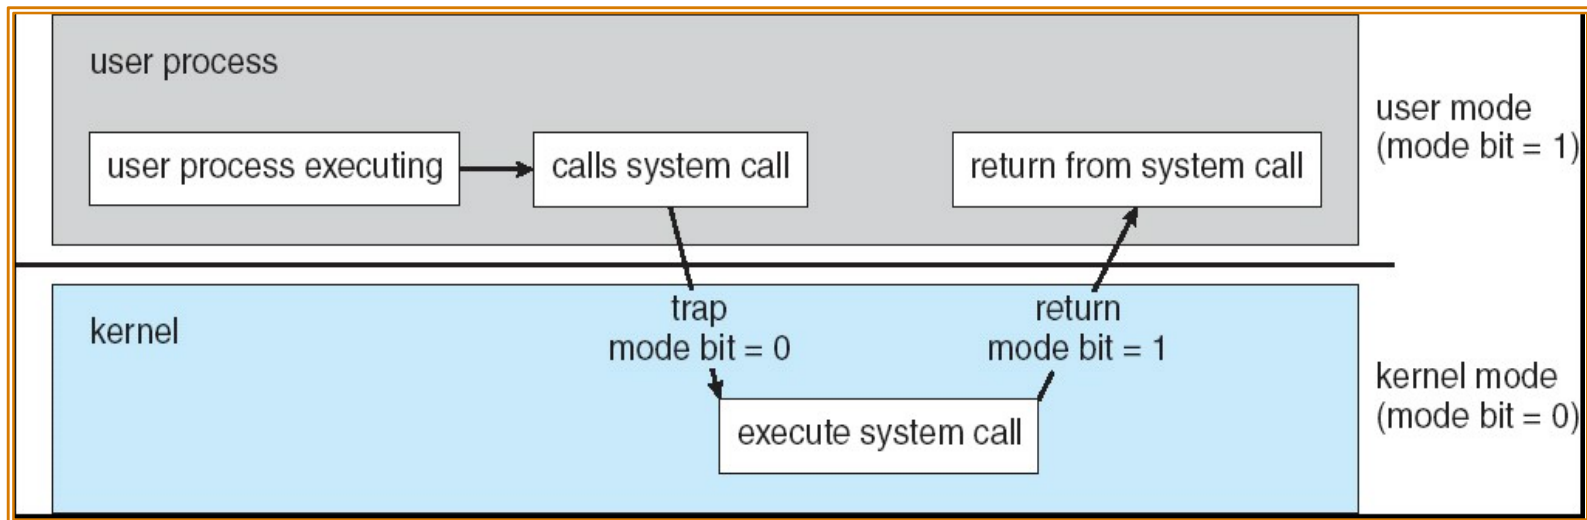 user process
user process executing
calls system call
return from system call
user mode
(mode bit = 1)
kernel
trap
mode bit = 0
return
mode bit = 1
execute system call
kernel mode
(mode bit = 0)